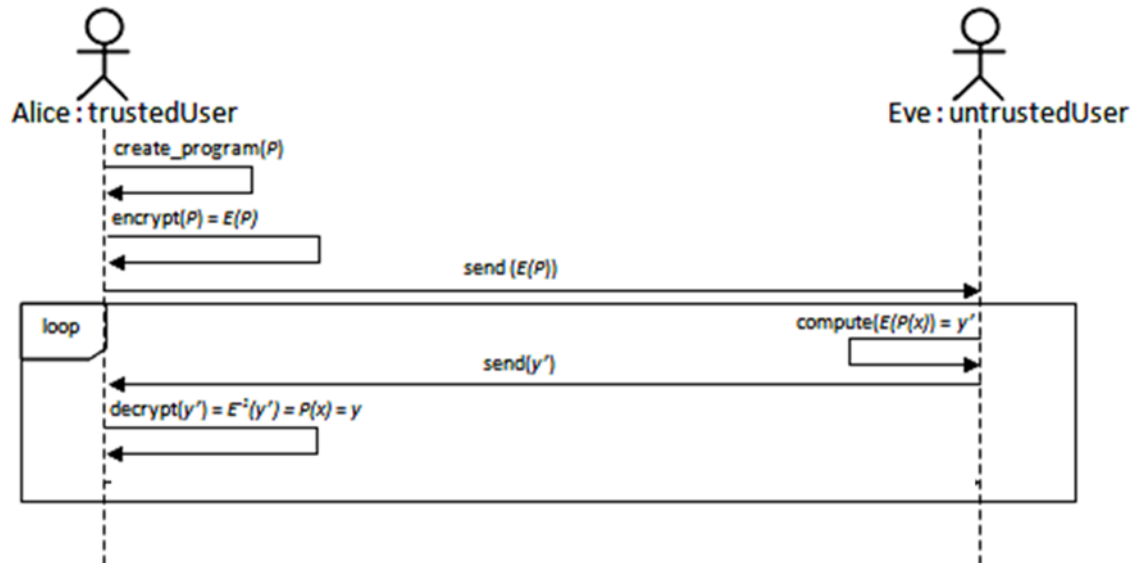 Alice:trustedUser
Eve:untrustedUser
create_program(P)
encrypt(P) = E(P)
send (E(P))
loop
compute(E(P(x)) = y'
send(y')
decrypt(y') = E⁻¹(y') = P(x) = y